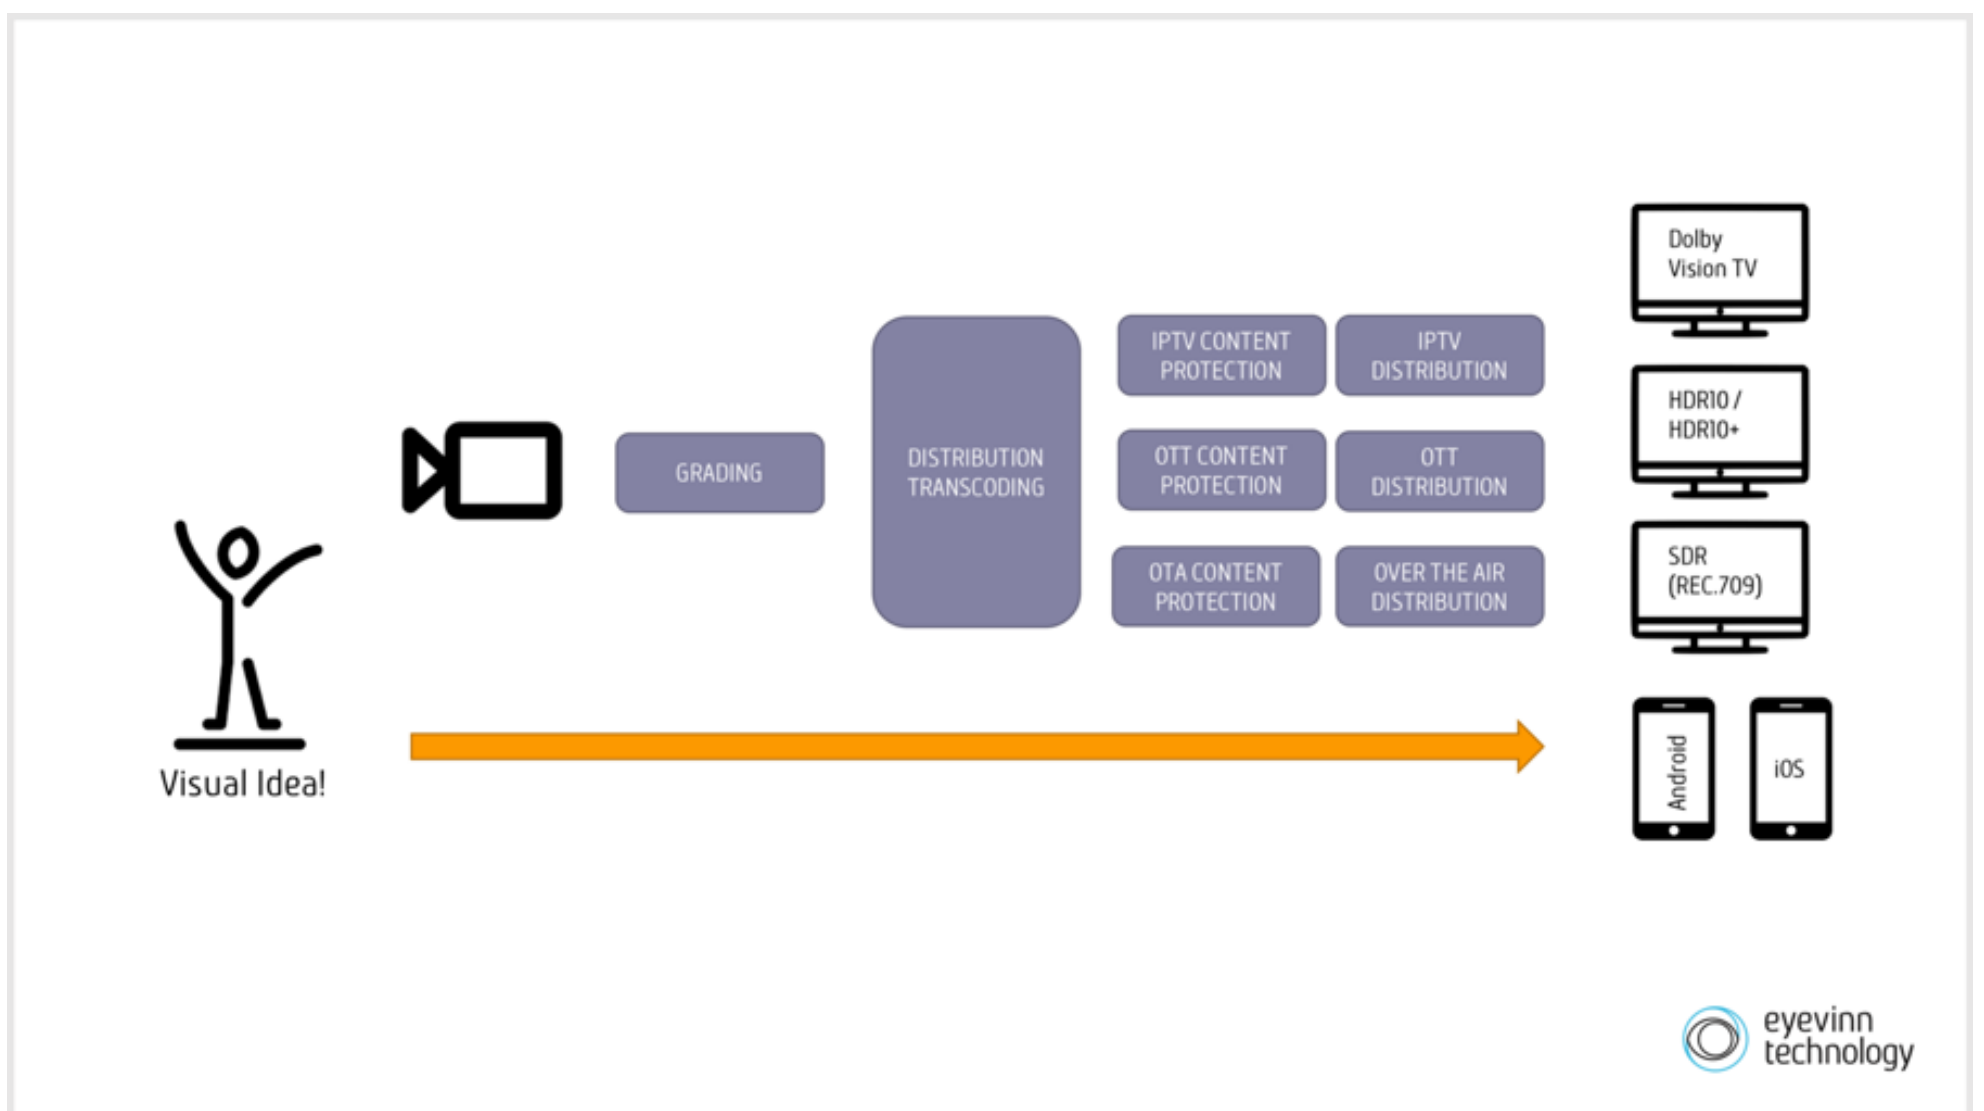 Visual Idea!
GRADING
DISTRIBUTION
TRANSCODING
IPTV CONTENT
PROTECTION
IPTV
DISTRIBUTION
OTT CONTENT
PROTECTION
OTT
DISTRIBUTION
OTA CONTENT
PROTECTION
OVER THE AIR
DISTRIBUTION
Dolby
Vision TV
HDR10 /
HDR10+
SDR
(REC.709)
Android
iOS
eyevinn
technology